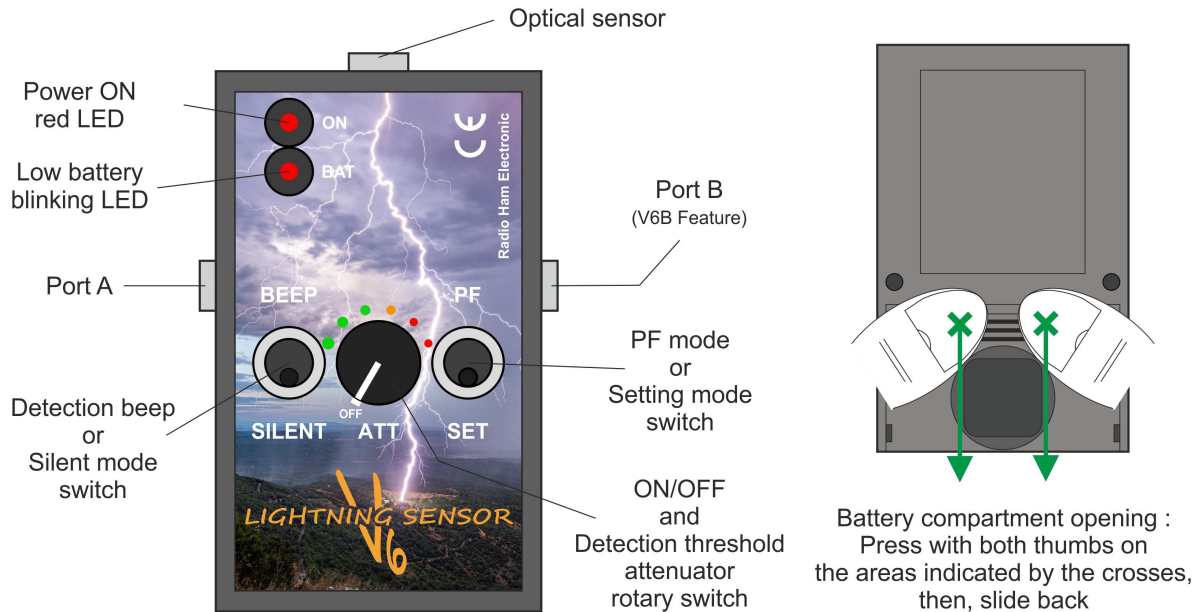 Optical sensor
Power ON
red LED
Low battery
blinking LED
Port A
Detection beep
or
Silent mode
switch
ON
BAT
CE
Radio Ham Electronic
BEEP
PF
OFF
SILENT
ATT
SET
LIGHTNING SENSOR
V6
Port B
(V6B Feature)
PF mode
or
Setting mode
switch
ON/OFF
and
Detection threshold
attenuator
rotary switch
Battery compartment opening :
Press with both thumbs on
the areas indicated by the crosses,
then, slide back